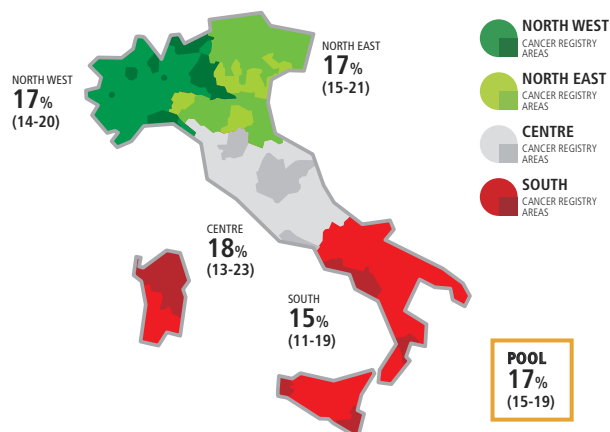 NORTH WEST
17%
(14-20)
NORTH EAST
17%
(15-21)
CENTRE
18%
(13-23)
SOUTH
15%
(11-19)
NORTH WEST
CANCER REGISTRY
AREAS
NORTH EAST
CANCER REGISTRY
AREAS
CENTRE
CANCER REGISTRY
AREAS
SOUTH
CANCER REGISTRY
AREAS
POOL
17%
(15-19)